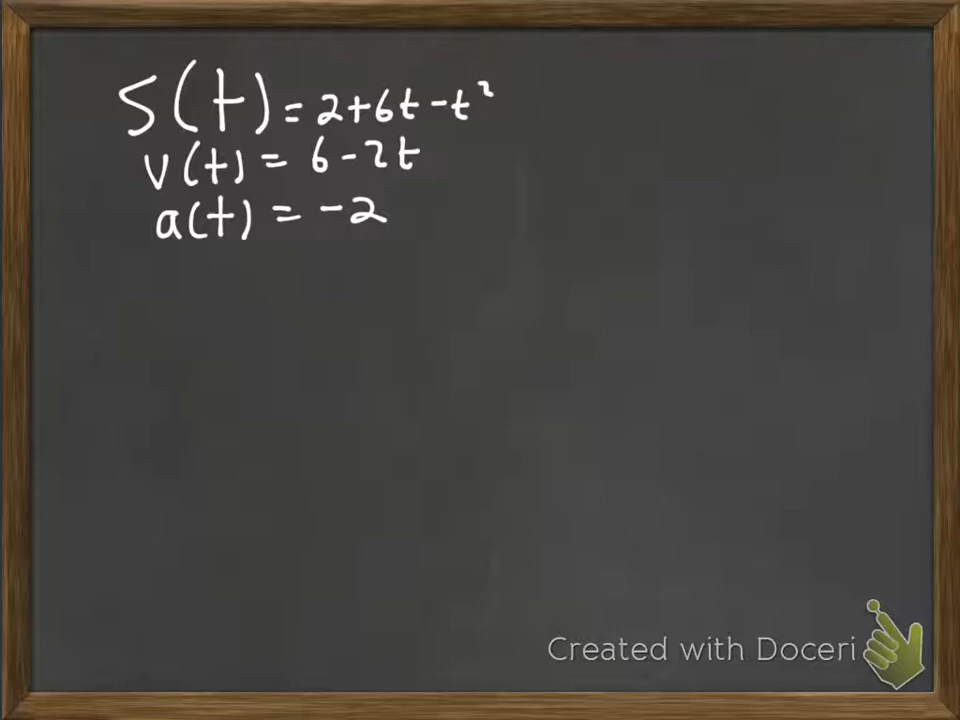 S(t) = 2+6t-t²
v(t) = 6-2t
a(t) = -2
Created with Doceri